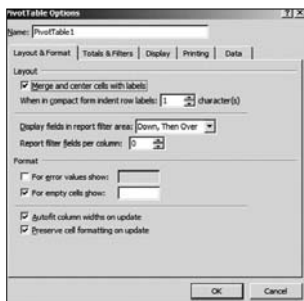 PivotTable Options
Name: PivotTable1
Layout & Format Totals & Filters Display Printing Data
Layout
Merge and center cells with labels
When in compact form indent row labels: 1 character(s)
Display fields in report filter area: Down, Then Over
Report filter fields per column: 0
Format
For error values show:
For empty cells show:
Autofit column widths on update
Preserve cell formatting on update
OK Cancel